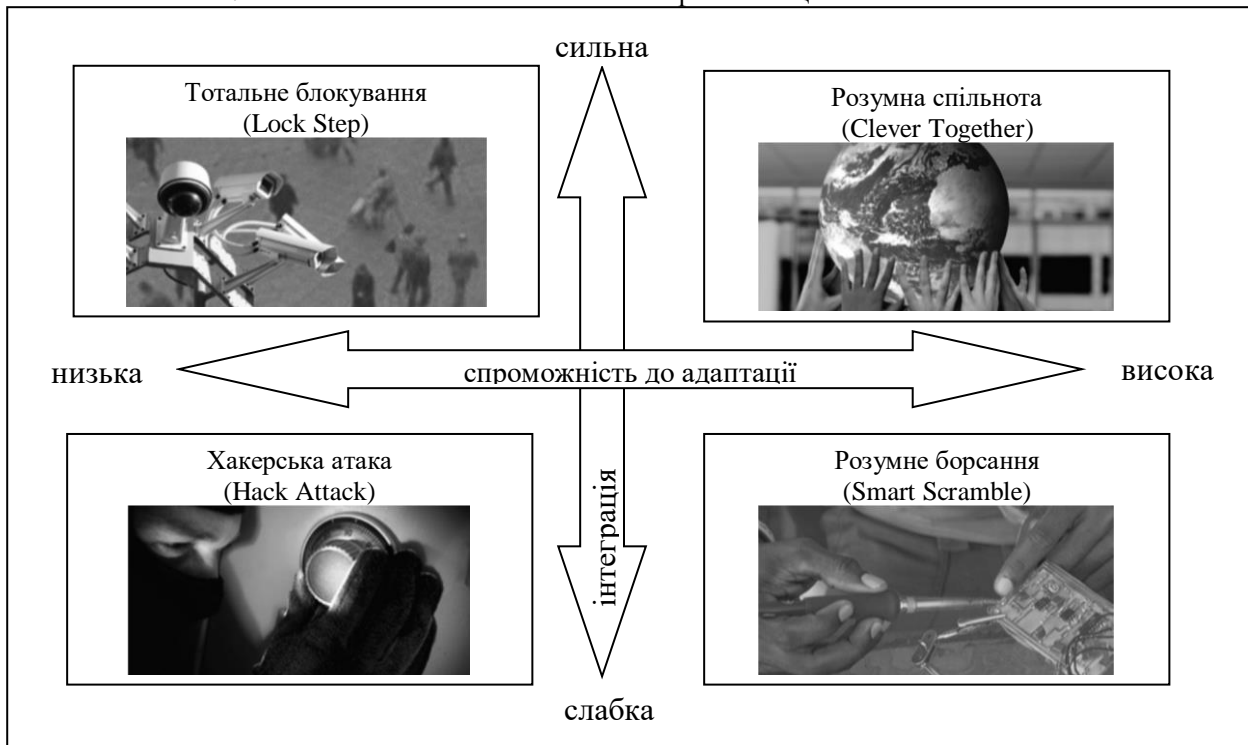 сильна
Тотальне блокування
(Lock Step)
Розумна спільнота
(Clever Together)
низька
спроможність до адаптації
висока
Хакерська атака
(Hack Attack)
інтеграція
Розумне борсання
(Smart Scramble)
слабка